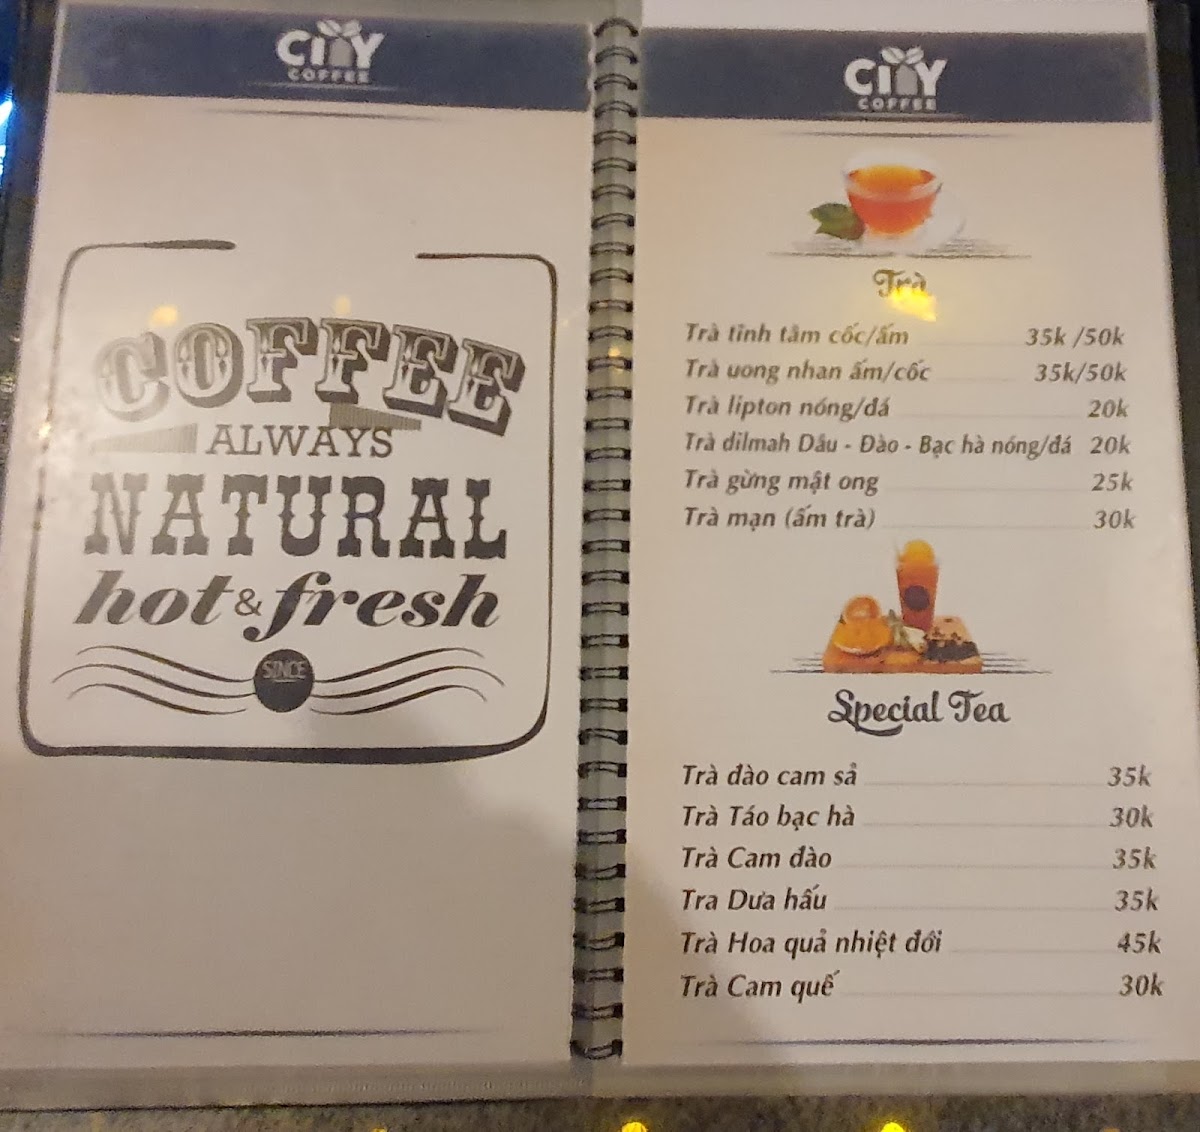 CITY
COFFEE
COFFEE
ALWAYS
NATURAL
hot & fresh
SINCE
CITY
COFFEE
Trà
Trà tĩnh tâm cốc/ấm 35k /50k
Trà uong nhan ấm/cốc 35k/50k
Trà lipton nóng/đá 20k
Trà dilmah Dâu - Đào - Bạc hà nóng/đá 20k
Trà gừng mật ong 25k
Trà mạn (ấm trà) 30k
Special Tea
Trà đào cam sả 35k
Trà Táo bạc hà 30k
Trà Cam đào 35k
Tra Dưa hấu 35k
Trà Hoa quả nhiệt đới 45k
Trà Cam quế 30k